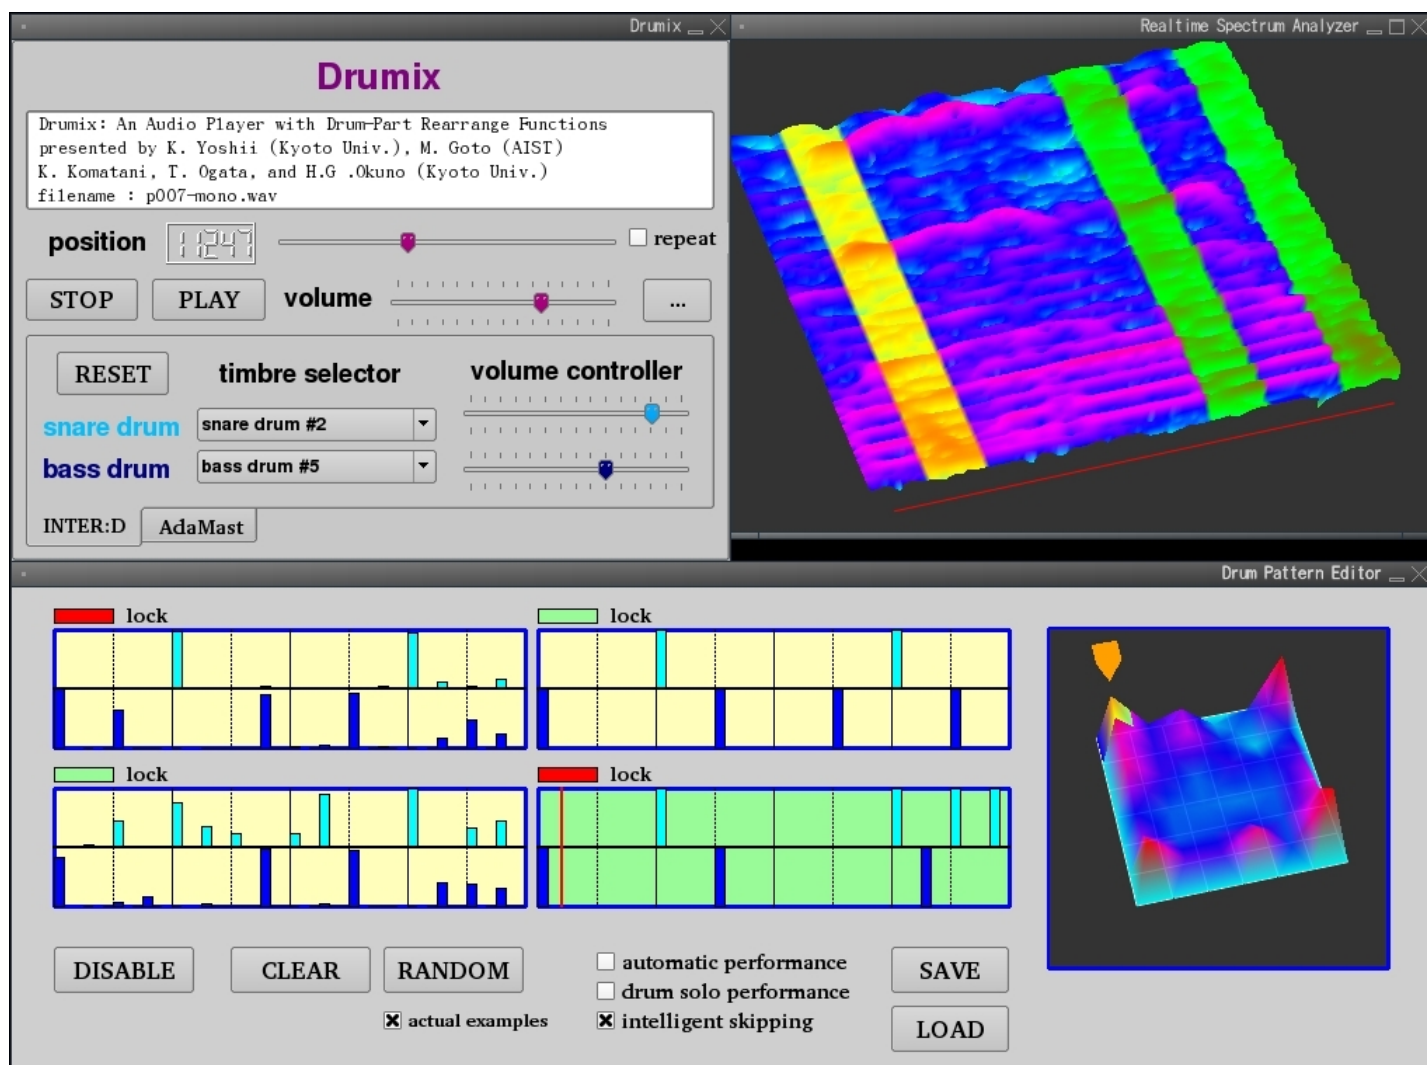 Drumix
Realtime Spectrum Analyzer
Drumix
Drumix: An Audio Player with Drum-Part Rearrange Functions
presented by K. Yoshii (Kyoto Univ.), M. Goto (AIST)
K. Komatani, T. Ogata, and H.G .Okuno (Kyoto Univ.)
filename : p007-mono.wav
position 11247 repeat
STOP PLAY volume ...
RESET timbre selector volume controller
snare drum snare drum #2
bass drum bass drum #5
INTER:D AdaMast
Drum Pattern Editor
lock lock
lock lock
DISABLE CLEAR RANDOM automatic performance SAVE
drum solo performance
actual examples intelligent skipping LOAD